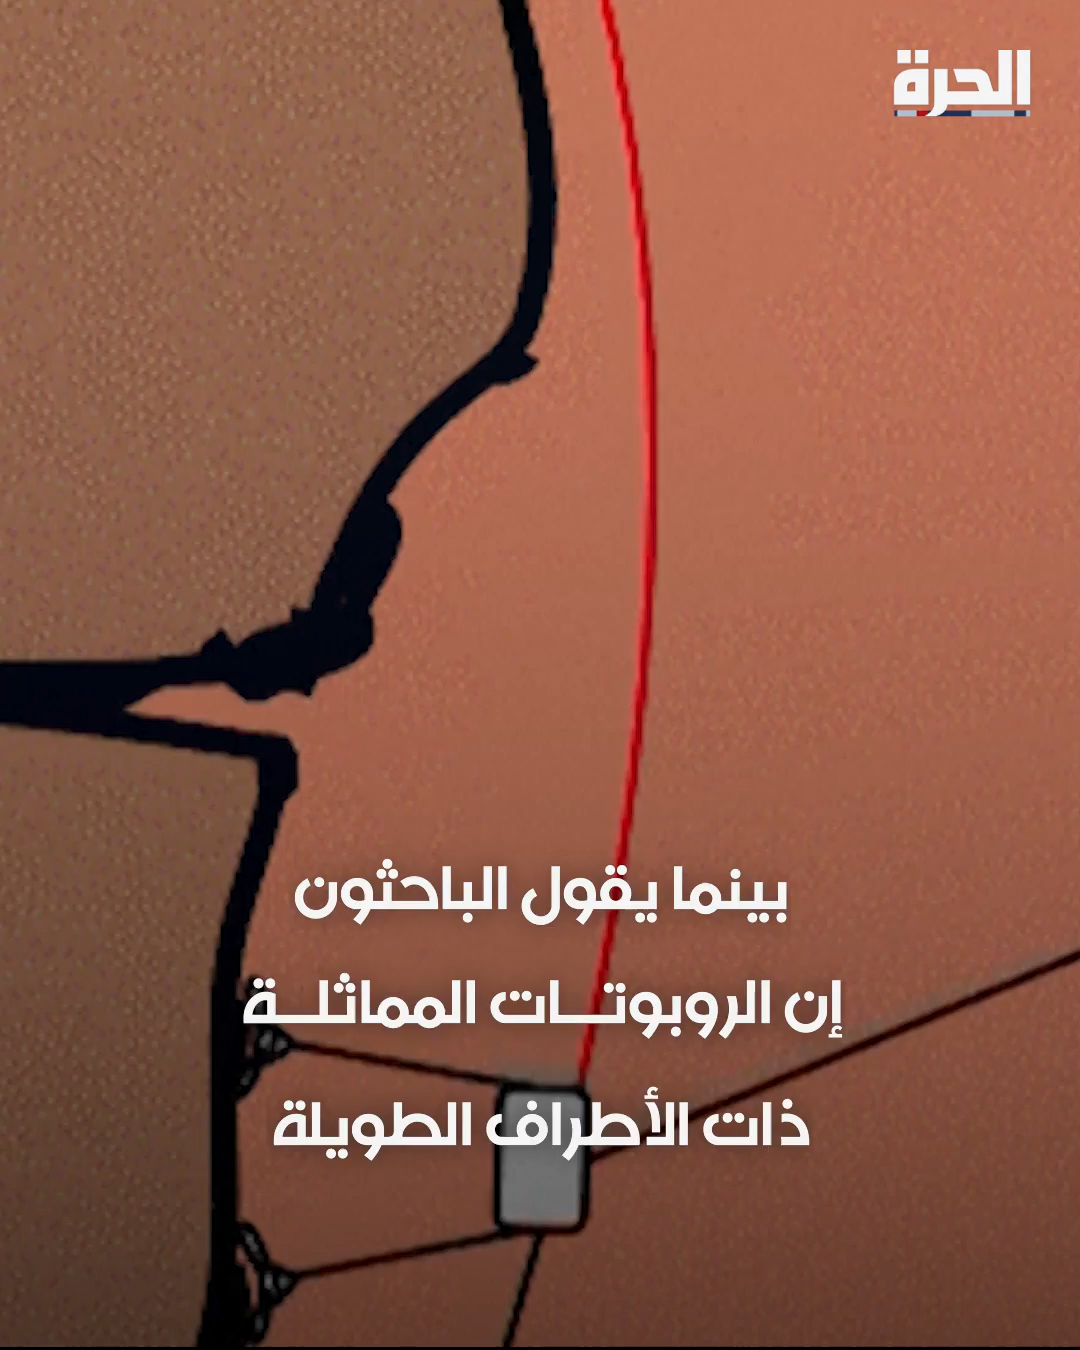 الحرة
بينما يقول الباحثون
إن الروبوتـــات المماثلـــة
ذات الأطراف الطويلة